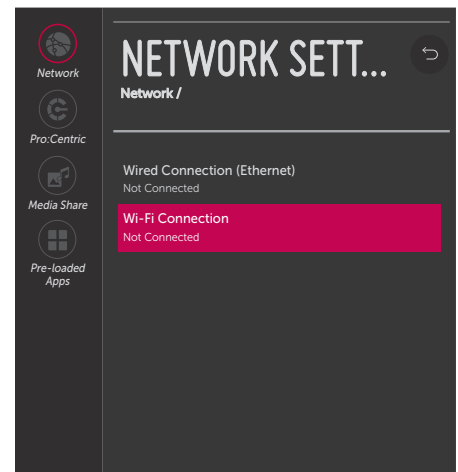 Network
Pro:Centric
Media Share
Pre-loaded
Apps
NETWORK SETT...
Network /
Wired Connection (Ethernet)
Not Connected
Wi-Fi Connection
Not Connected